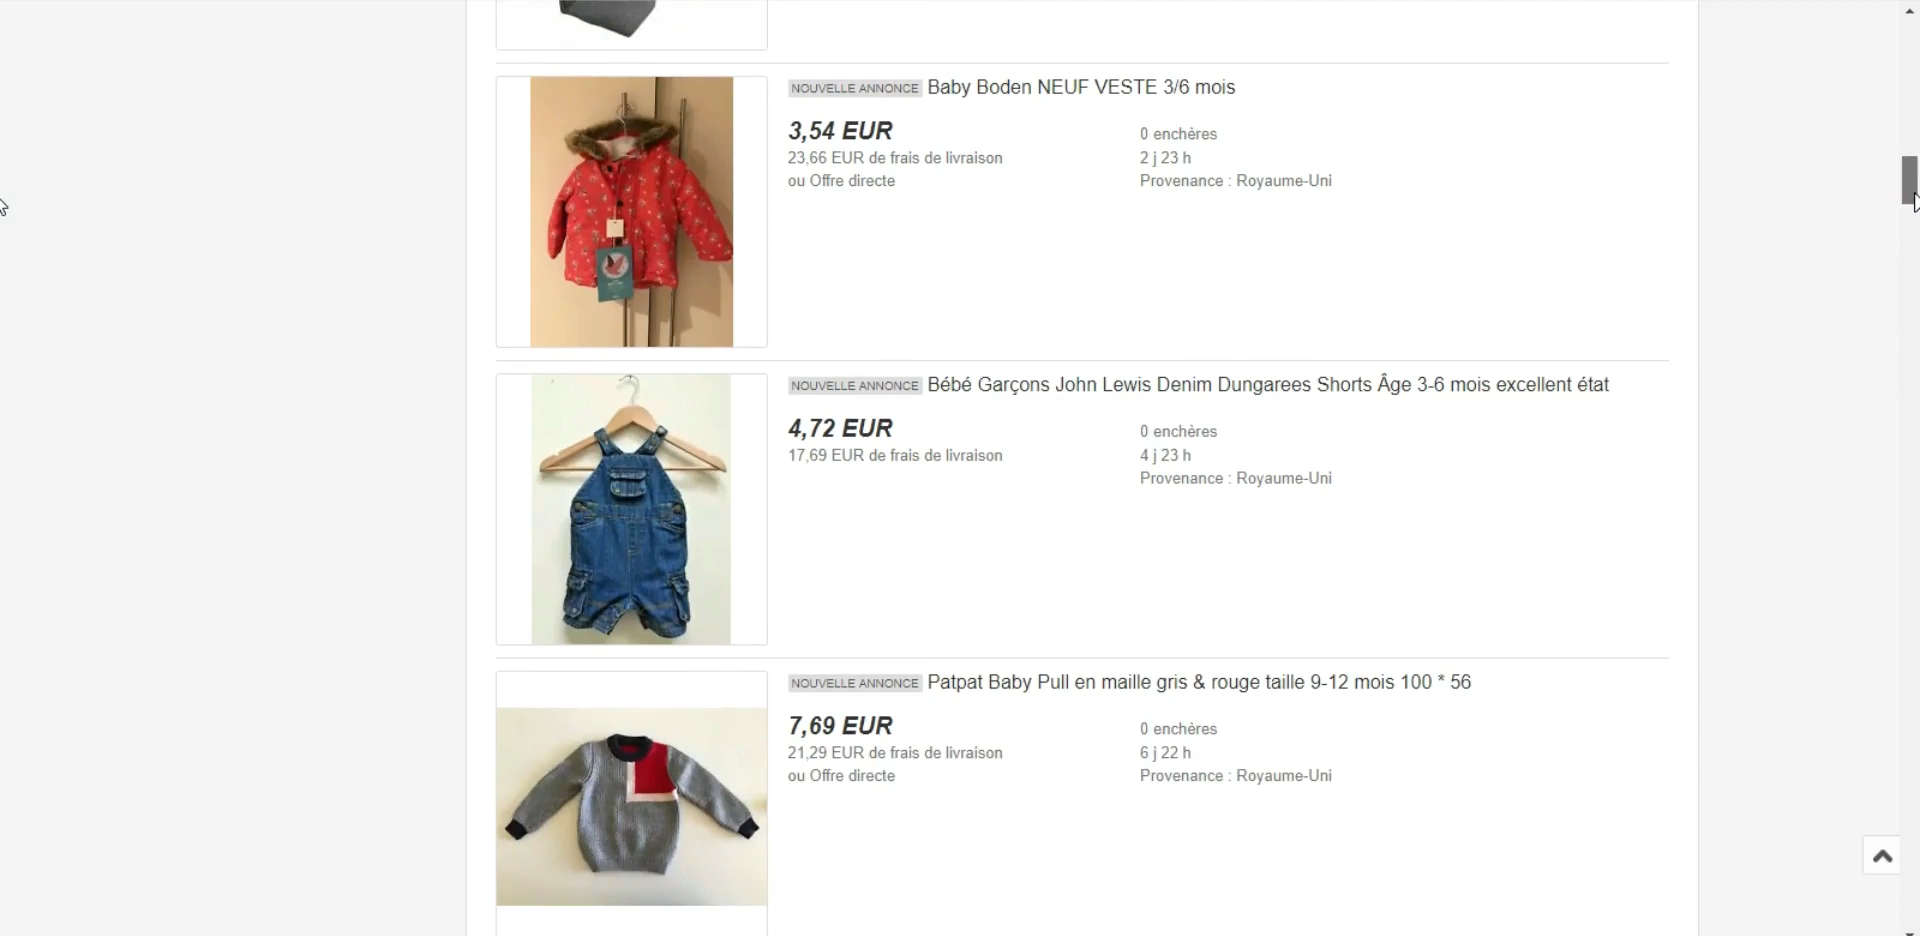 NOUVELLE ANNONCE Baby Boden NEUF VESTE 3/6 mois
3,54 EUR
23,66 EUR de frais de livraison
ou Offre directe
0 enchères
2 j 23 h
Provenance : Royaume-Uni
NOUVELLE ANNONCE Bébé Garçons John Lewis Denim Dungarees Shorts Âge 3-6 mois excellent état
4,72 EUR
17,69 EUR de frais de livraison
0 enchères
4 j 23 h
Provenance : Royaume-Uni
NOUVELLE ANNONCE Patpat Baby Pull en maille gris & rouge taille 9-12 mois 100 * 56
7,69 EUR
21,29 EUR de frais de livraison
ou Offre directe
0 enchères
6 j 22 h
Provenance : Royaume-Uni